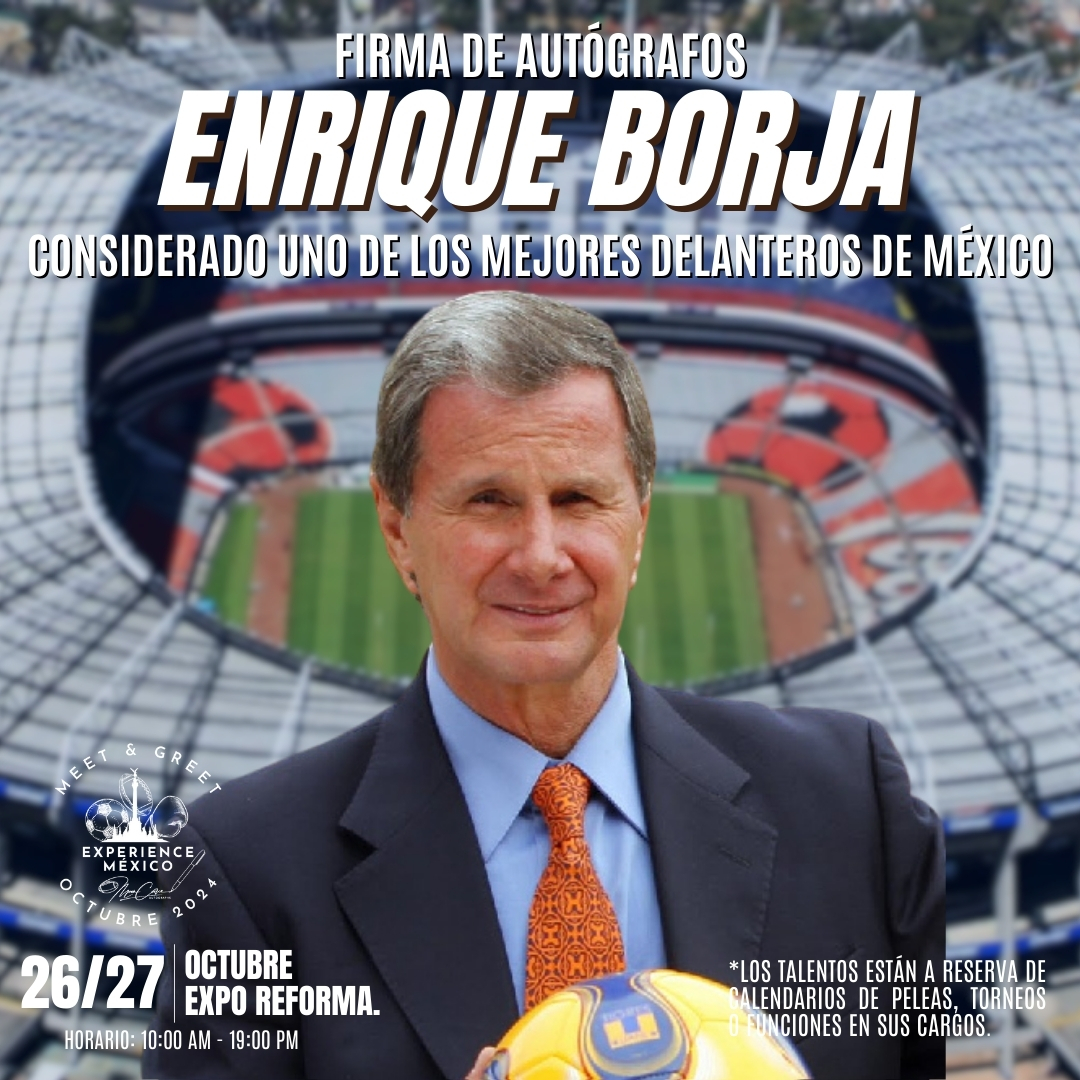 FIRMA DE AUTÓGRAFOS
ENRIQUE BORJA
CONSIDERADO UNO DE LOS MEJORES DELANTEROS DE MÉXICO
MEET & GREET
EXPERIENCE
MÉXICO
OCTUBRE 2024
26/27
OCTUBRE
EXPO REFORMA.
HORARIO: 10:00 AM - 19:00 PM
*LOS TALENTOS ESTÁN A RESERVA DE
CALENDARIOS DE PELEAS, TORNEOS
O FUNCIONES EN SUS CARGOS.